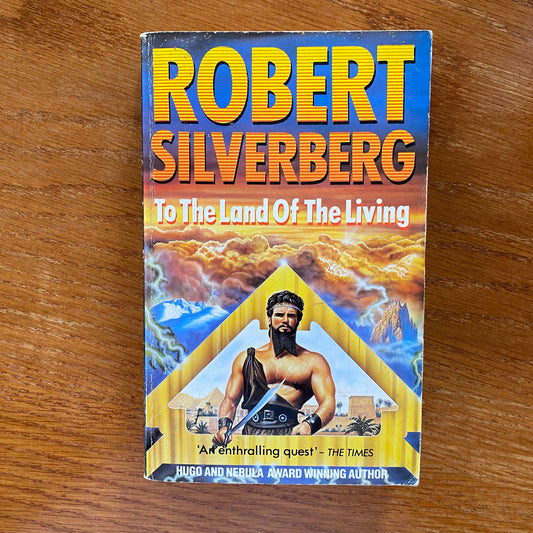 ROBERT
SILVERBERG
To The Land Of The Living
'An enthralling quest' – THE TIMES
HUGO AND NEBULA AWARD WINNING AUTHOR